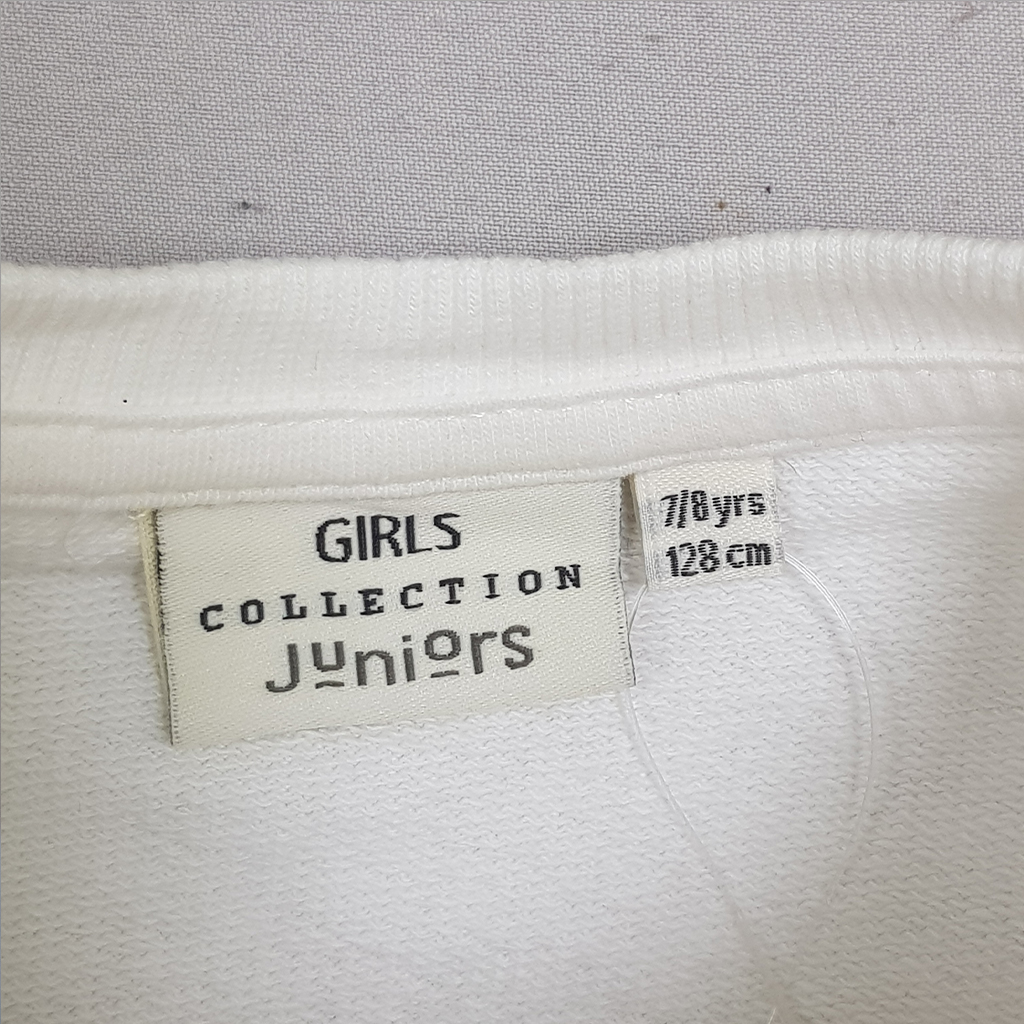 GIRLS
COLLECTION
Juniors
7/8 yrs
128 cm